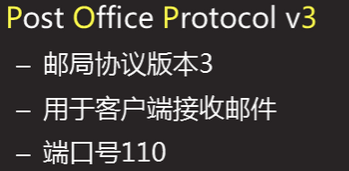 Post Office Protocol v3
– 邮局协议版本3
– 用于客户端接收邮件
– 端口号110